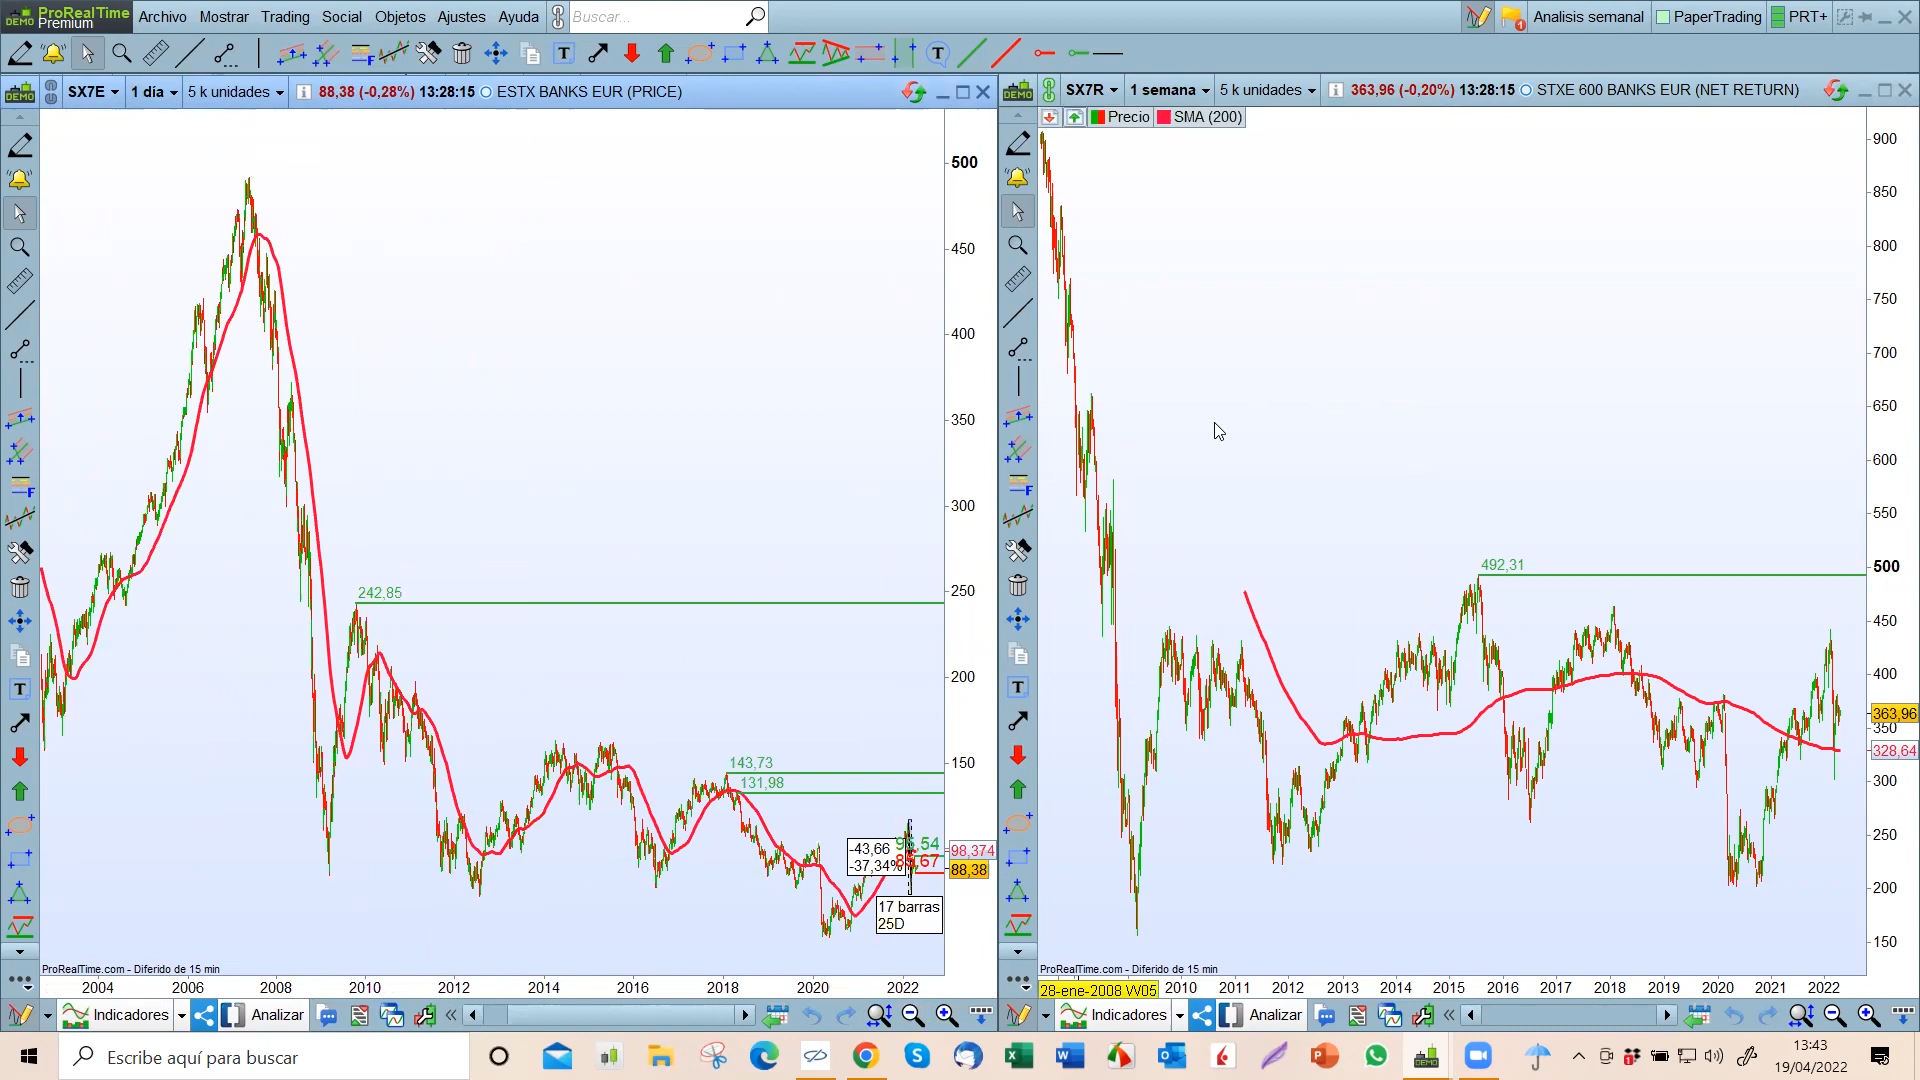 DEMO ProRealTime Premium
Archivo Mostrar Trading Social Objetos Ajustes Ayuda Buscar...
1 Analisis semanal PaperTrading PRT+
DEMO SX7E 1 día 5 k unidades 88,38 (-0,28%) 13:28:15 ESTX BANKS EUR (PRICE)
500
450
400
350
300
250
200
150
242,85
143,73
131,98
-43,66
-37,34%
98,374
88,38
17 barras
25D
ProRealTime.com - Diferido de 15 min
2004 2006 2008 2010 2012 2014 2016 2018 2020 2022
Indicadores Analizar
DEMO SX7R 1 semana 5 k unidades 363,96 (-0,20%) 13:28:15 STXE 600 BANKS EUR (NET RETURN)
Precio SMA (200)
900
850
800
750
700
650
600
550
500
450
400
363,96
350
328,64
300
250
200
150
492,31
ProRealTime.com - Diferido de 15 min
28-ene-2008 W05 2010 2011 2012 2013 2014 2015 2016 2017 2018 2019 2020 2021 2022
Indicadores Analizar
Escribe aquí para buscar
13:43
19/04/2022